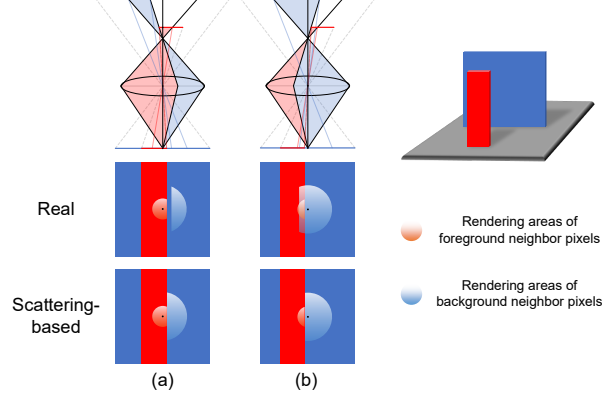 Real
Rendering areas of
foreground neighbor pixels
Rendering areas of
background neighbor pixels
Scattering-
based
(a)
(b)